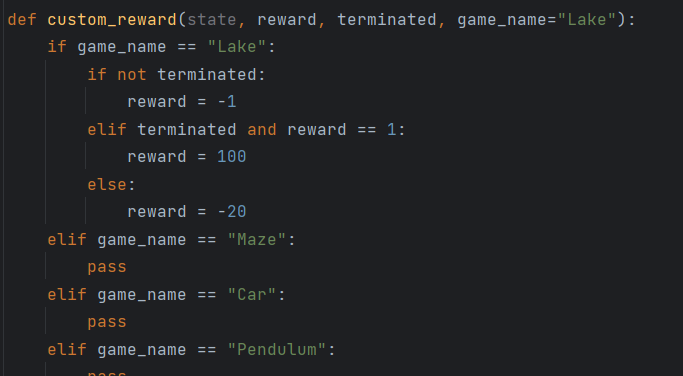 def custom_reward(state, reward, terminated, game_name="Lake"):
    if game_name == "Lake":
        if not terminated:
            reward = -1
        elif terminated and reward == 1:
            reward = 100
        else:
            reward = -20
    elif game_name == "Maze":
        pass
    elif game_name == "Car":
        pass
    elif game_name == "Pendulum":
        pass